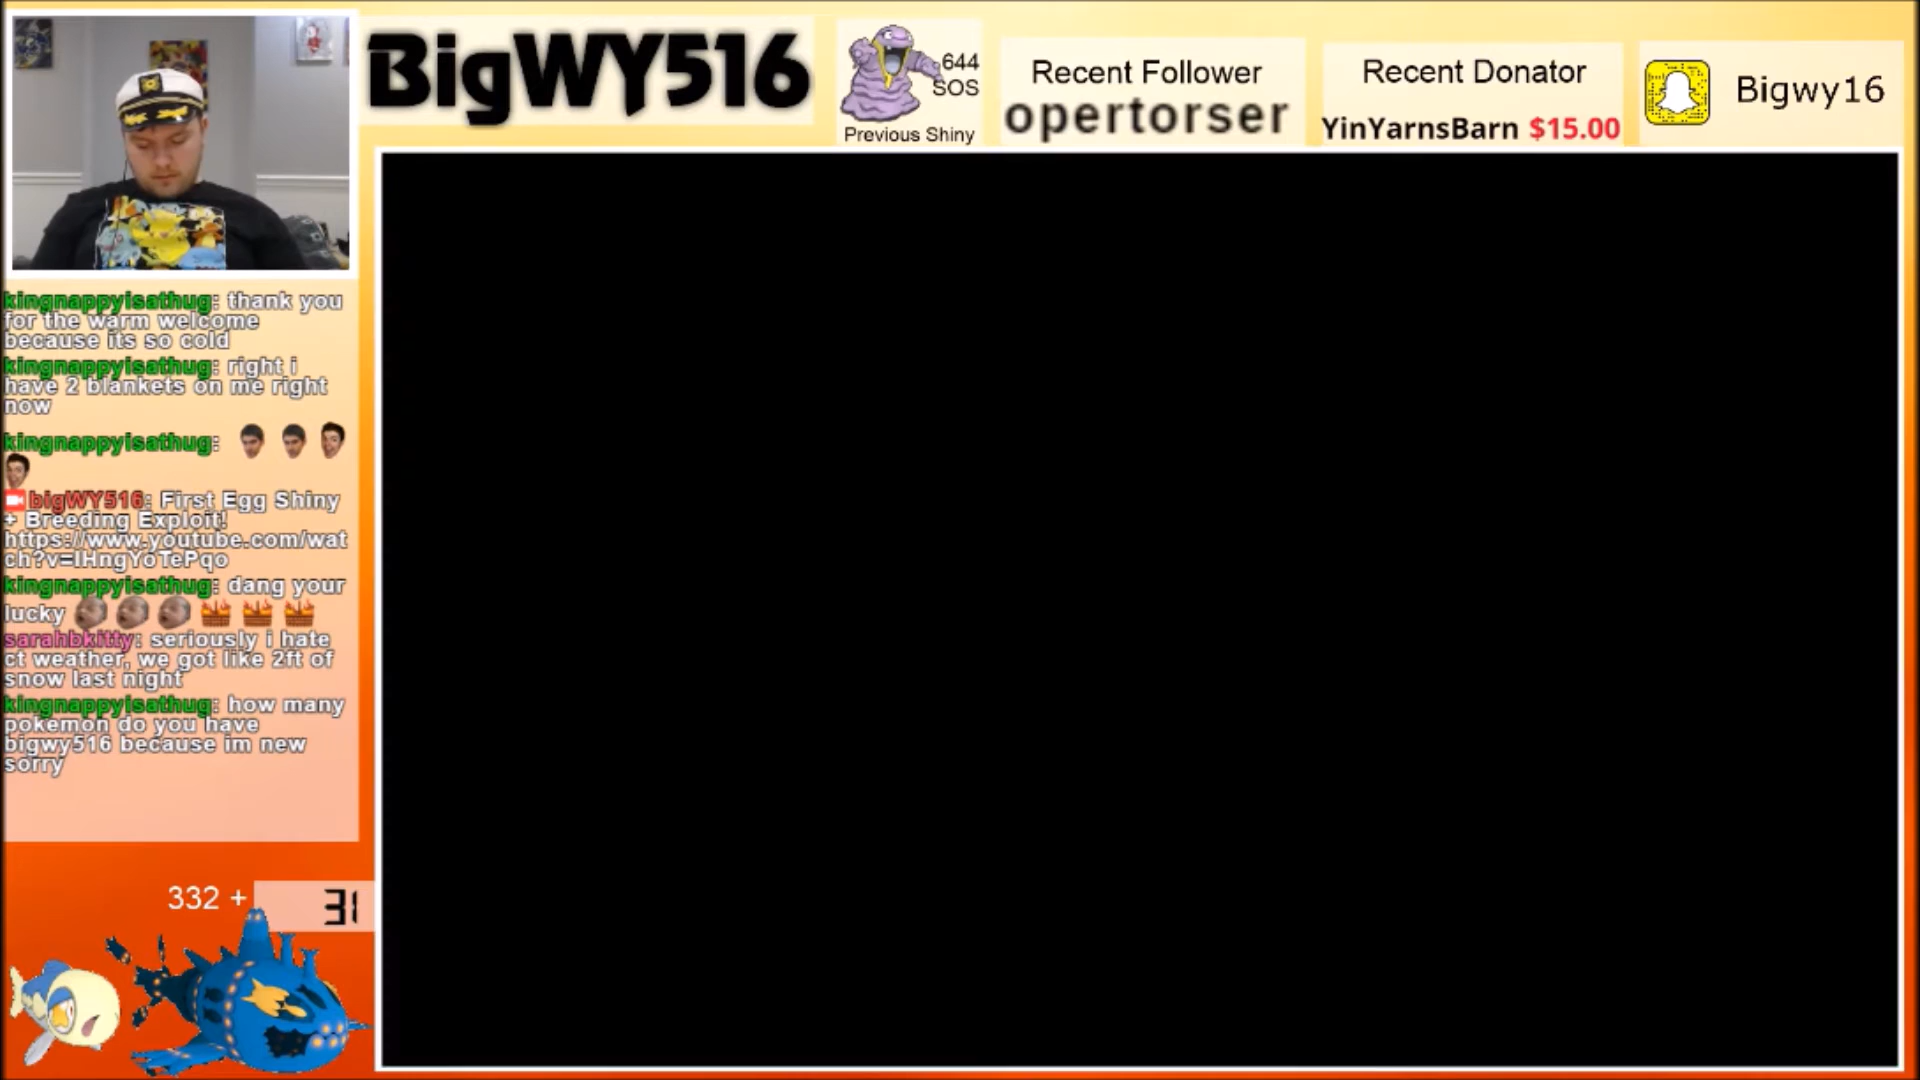 BigWY516
644
SOS
Previous Shiny
Recent Follower
opertorser
Recent Donator
YinYarnsBarn $15.00
Bigwy16
kingnappyisathug: thank you
for the warm welcome
because its so cold
kingnappyisathug: right i
have 2 blankets on me right
now
kingnappyisathug:
bigWY516: First Egg Shiny
+ Breeding Exploit!
https://www.youtube.com/wat
ch?v=lHngYoTePqo
kingnappyisathug: dang your
lucky
sarahbkitty: seriously i hate
ct weather, we got like 2ft of
snow last night
kingnappyisathug: how many
pokemon do you have
bigwy516 because im new
sorry
332 + 31